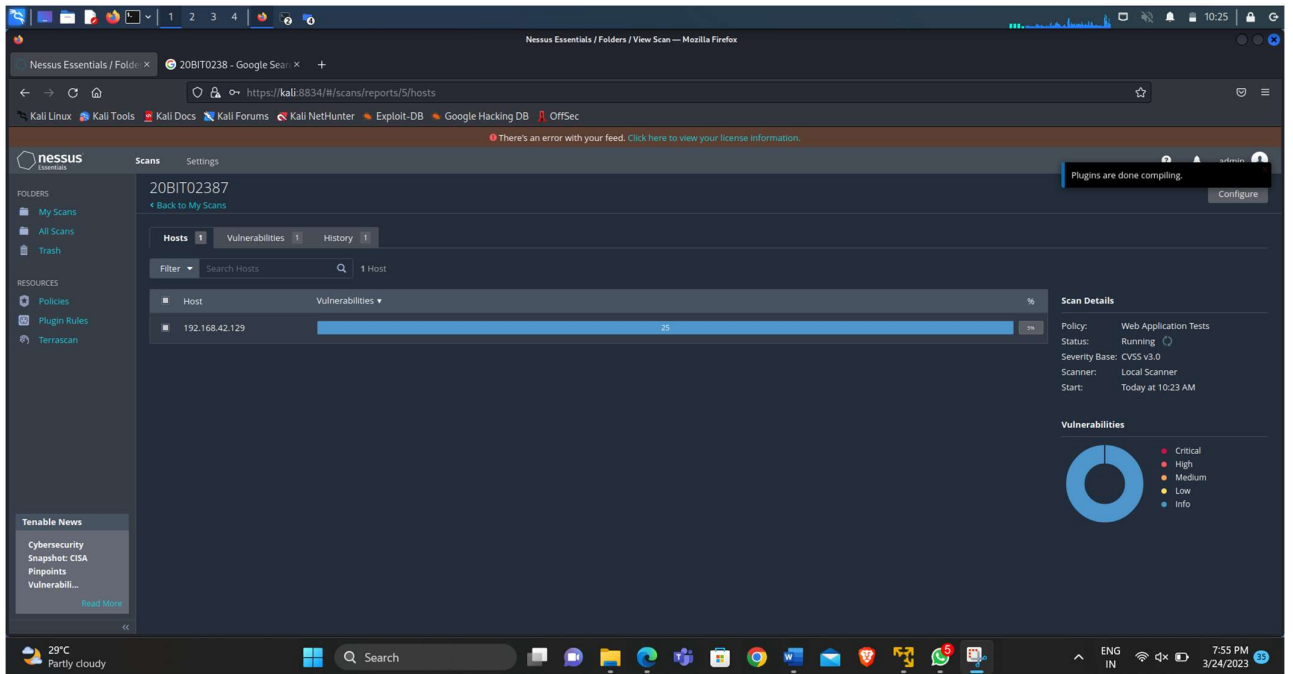 1 2 3 4
10:25
Nessus Essentials / Folders / View Scan — Mozilla Firefox
Nessus Essentials / Folde
20BIT0238 - Google Sear
https://kali:8834/#/scans/reports/5/hosts
Kali Linux Kali Tools Kali Docs Kali Forums Kali NetHunter Exploit-DB Google Hacking DB OffSec
There's an error with your feed. Click here to view your license information.
nessus
Essentials
Scans Settings
admin
Plugins are done compiling.
FOLDERS
My Scans
All Scans
Trash
RESOURCES
Policies
Plugin Rules
Terrascan
20BIT02387
Back to My Scans
Configure
Hosts 1 Vulnerabilities 1 History 1
Filter Search Hosts 1 Host
Host Vulnerabilities %
192.168.42.129 25 5%
Scan Details
Policy: Web Application Tests
Status: Running
Severity Base: CVSS v3.0
Scanner: Local Scanner
Start: Today at 10:23 AM
Vulnerabilities
Critical
High
Medium
Low
Info
Tenable News
Cybersecurity
Snapshot: CISA
Pinpoints
Vulnerabili...
Read More
29°C
Partly cloudy
Search
5
ENG
IN
7:55 PM
3/24/2023
35